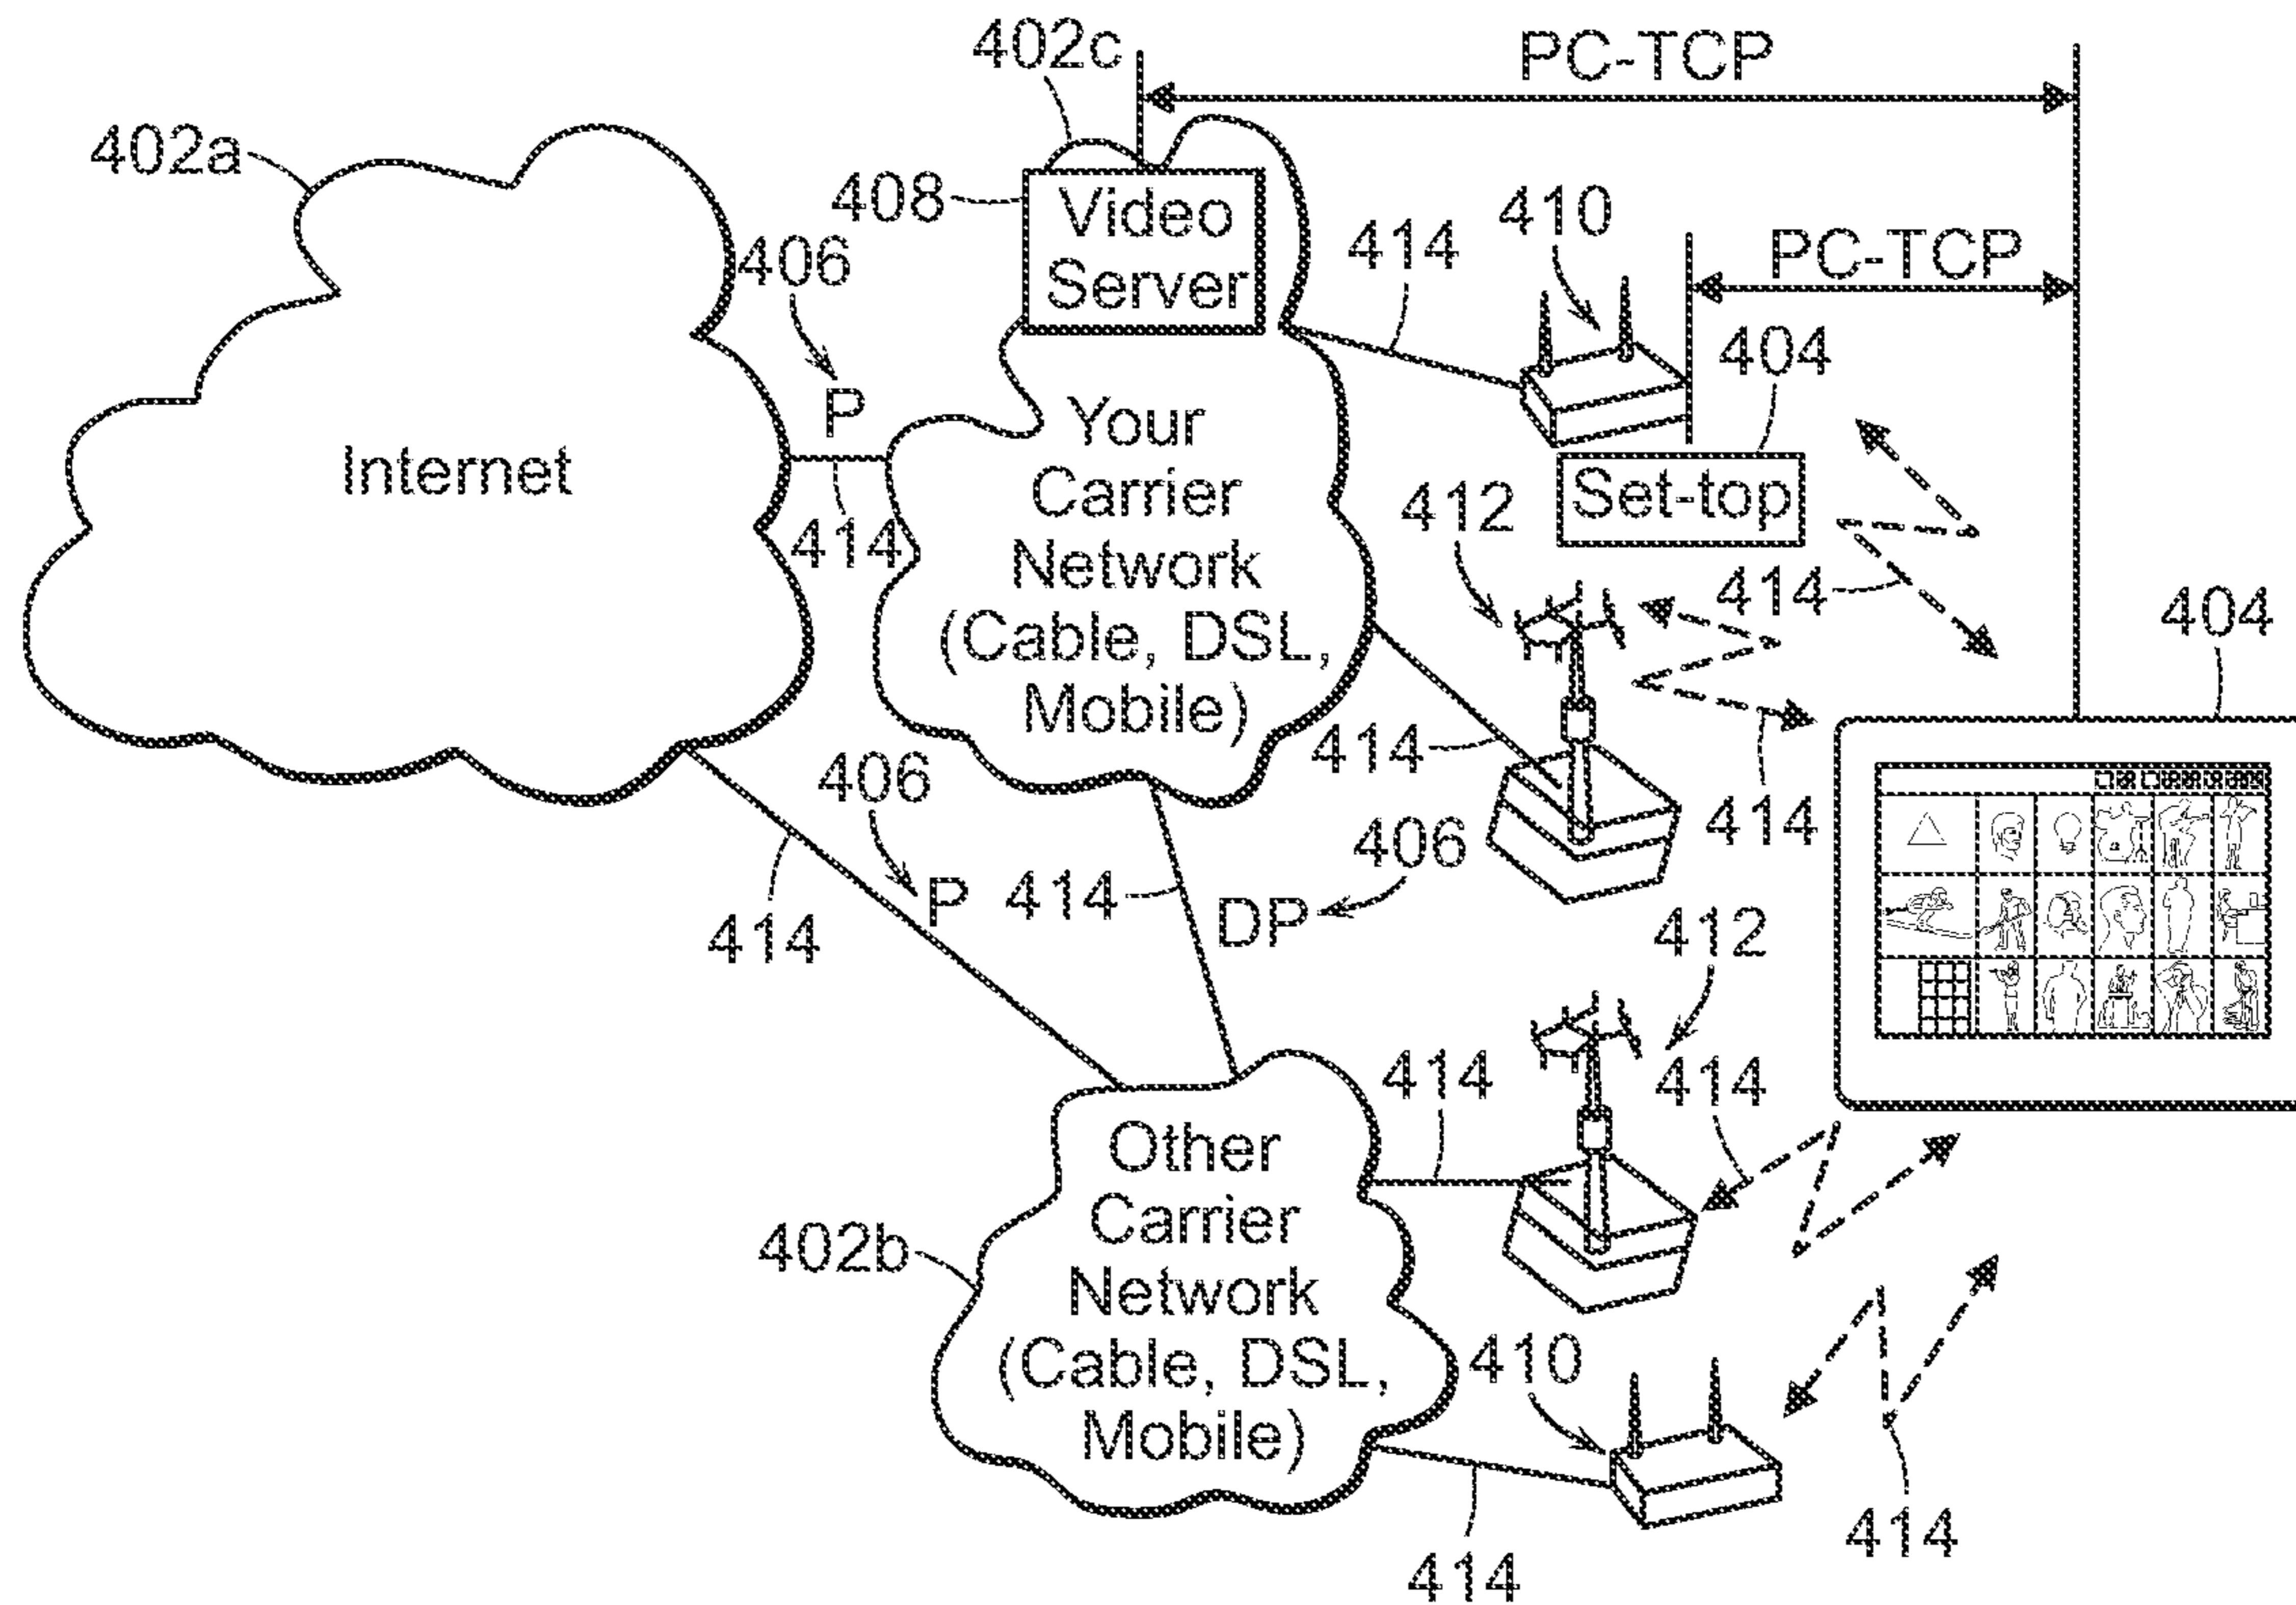 402c
PC-TCP
402a
408
Video
Server
406
414
410
PC-TCP
404
P
Internet
Your
Carrier
Network
(Cable, DSL,
Mobile)
414
412
Set-top
414
404
414
414
406
P
414
414
DP
406
412
414
414
Other
Carrier
Network
(Cable, DSL,
Mobile)
402b
410
414
414